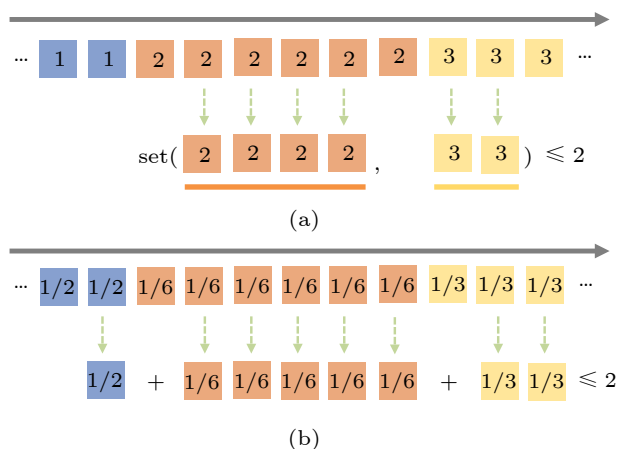 ··· 1 1 2 2 2 2 2 2 3 3 3 ···
set( 2 2 2 2 , 3 3 ) ⩽ 2
(a)
··· 1/2 1/2 1/6 1/6 1/6 1/6 1/6 1/6 1/3 1/3 1/3 ···
1/2 + 1/6 1/6 1/6 1/6 1/6 + 1/3 1/3 ⩽ 2
(b)